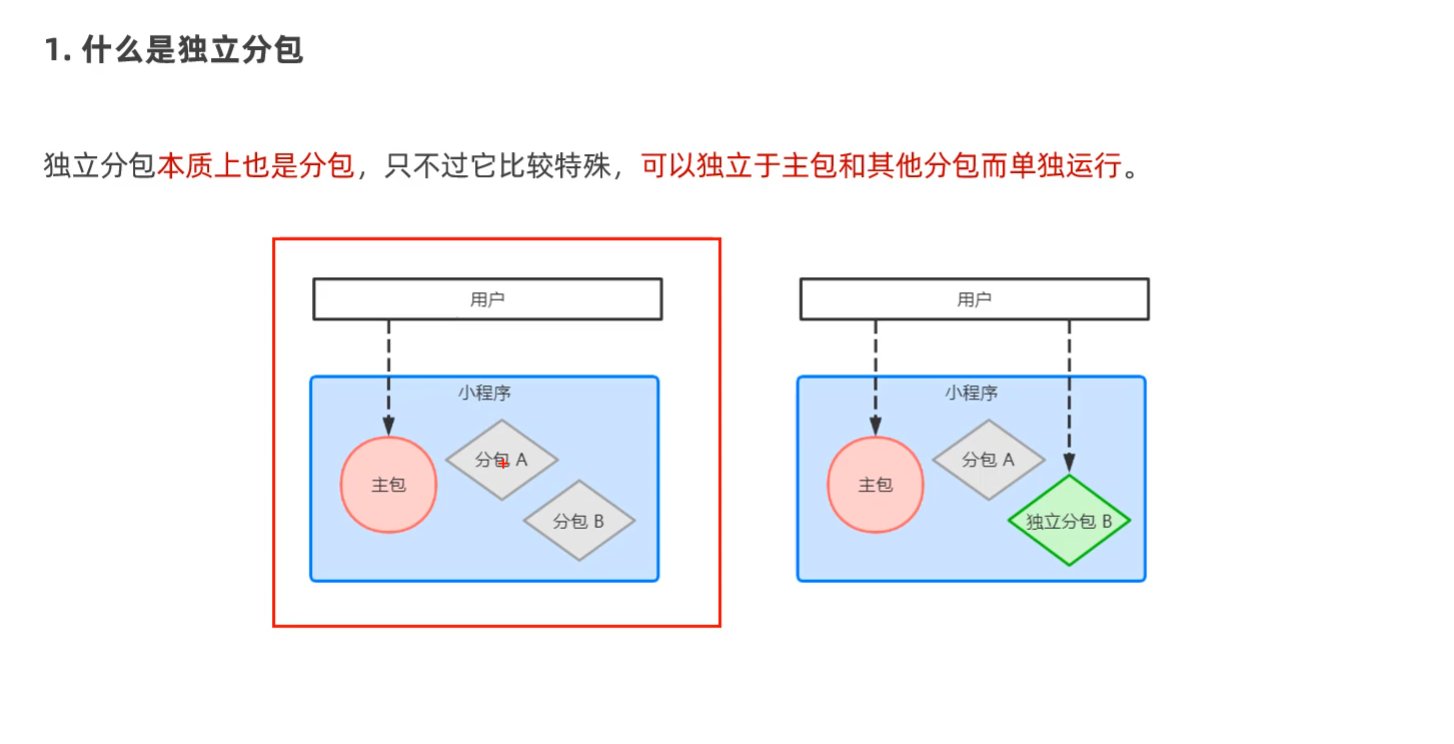 1. 什么是独立分包
独立分包本质上也是分包，只不过它比较特殊，可以独立于主包和其他分包而单独运行。
用户
小程序
主包
分包 A
分包 B
用户
小程序
主包
分包 A
独立分包 B